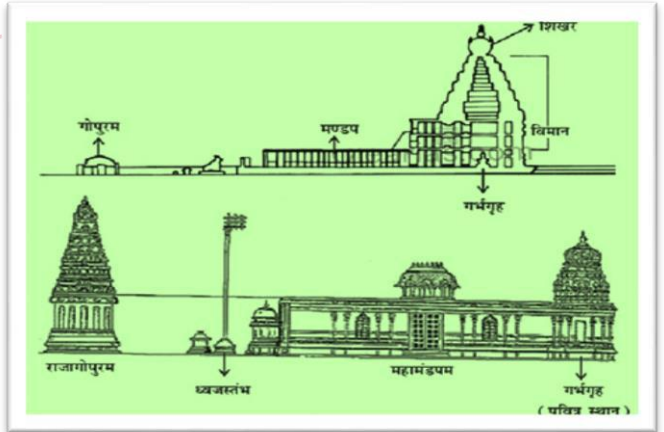 शिखर
गोपुरम
मण्डप
विमान
गर्भगृह
राजागोपुरम
ध्वजस्तंभ
महामंडपम
गर्भगृह
( पवित्र स्थान )